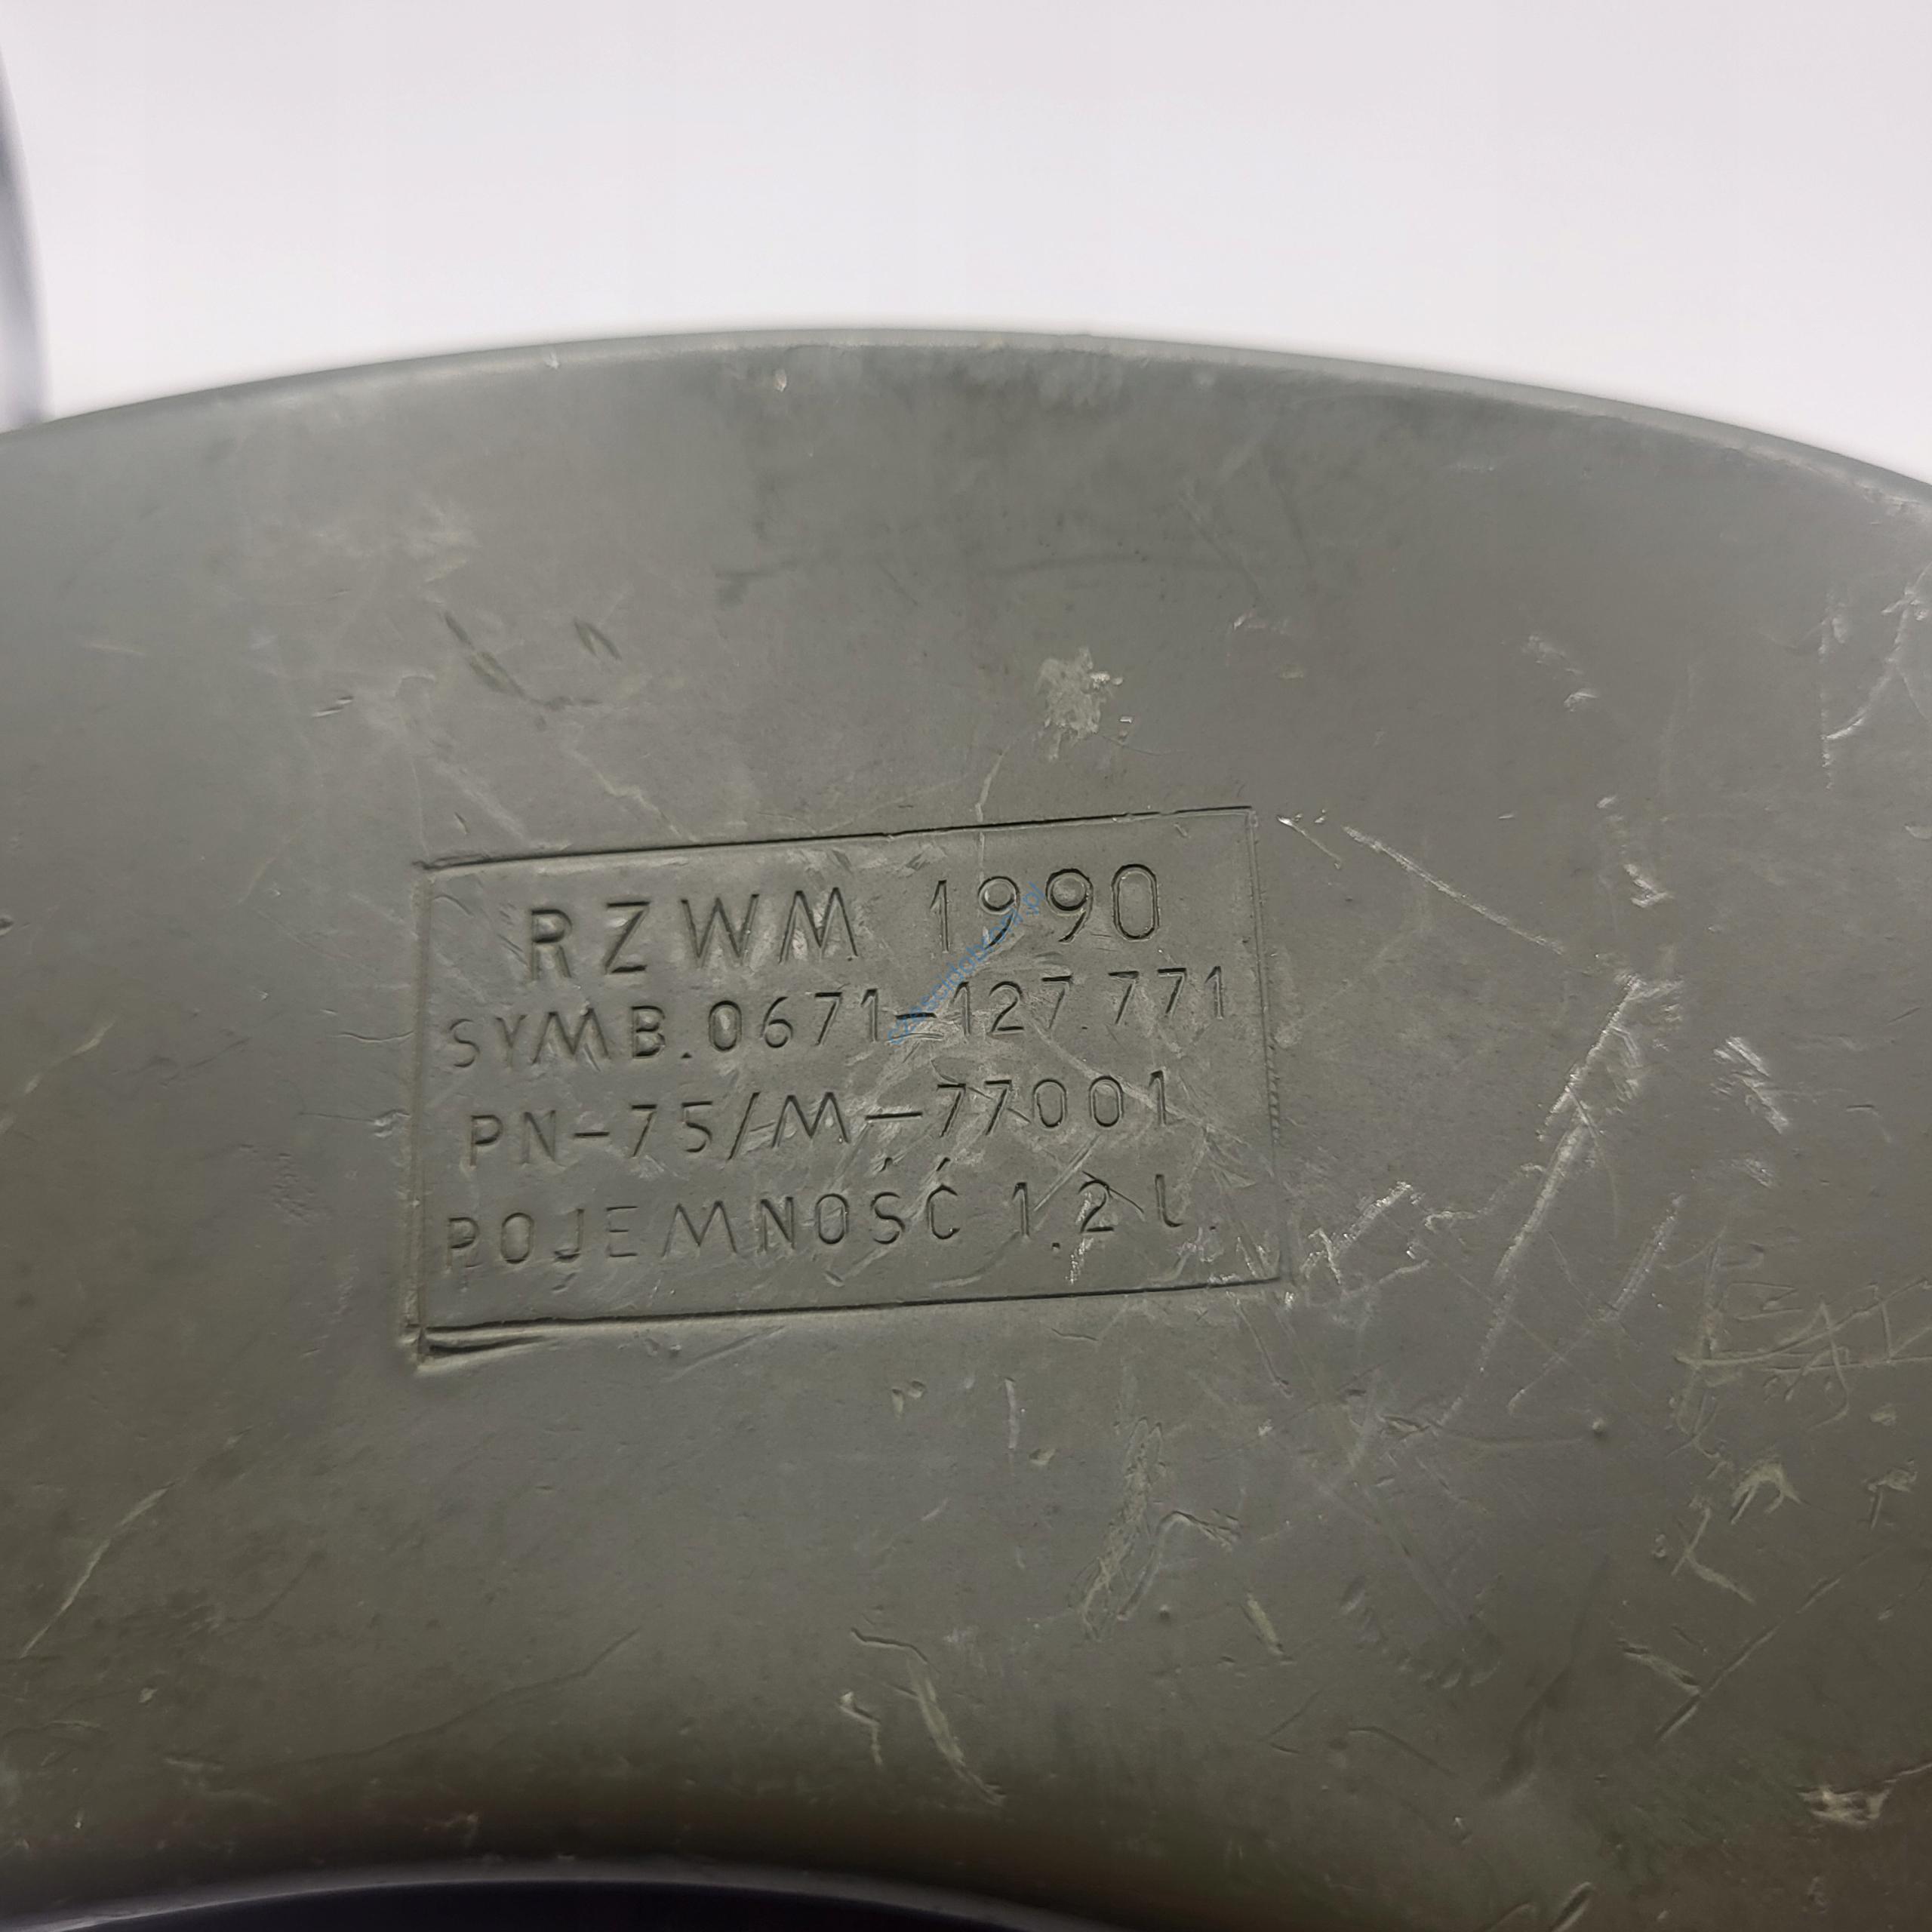 RZWM 1990
SYMB. 0671-127.771
PN-75/M-77001
POJEMNOŚĆ 1,2 l.